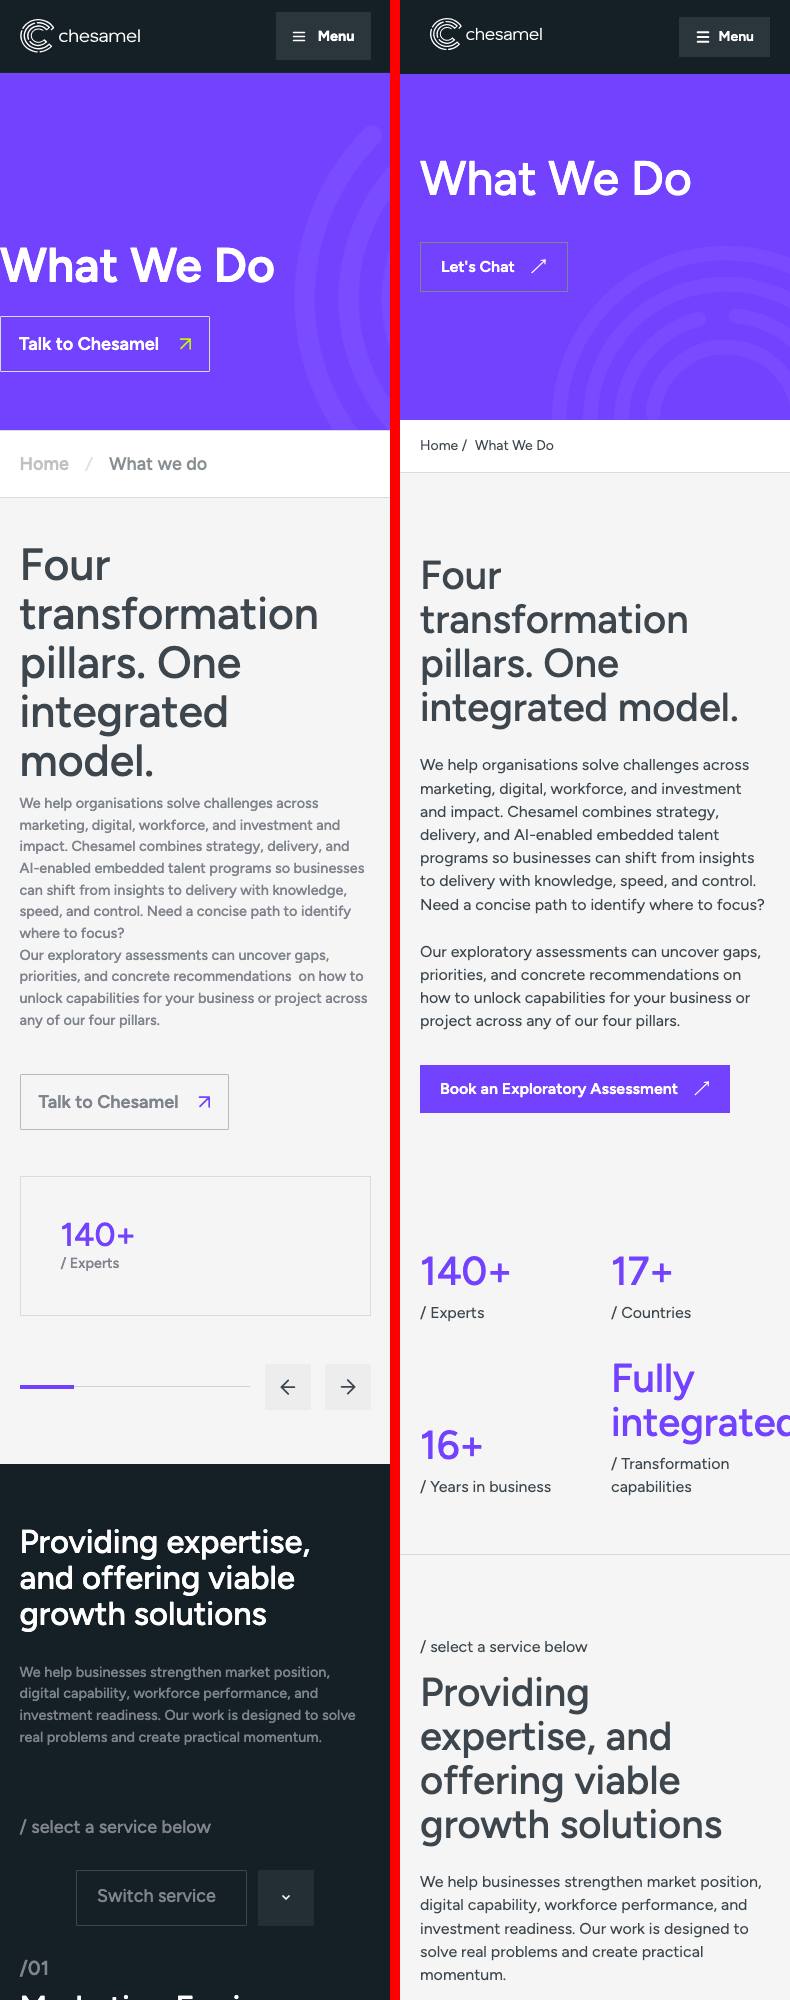 chesamel
Menu
What We Do
Talk to Chesamel
Home / What we do
Four
transformation
pillars. One
integrated
model.
We help organisations solve challenges across
marketing, digital, workforce, and investment and
impact. Chesamel combines strategy, delivery, and
AI-enabled embedded talent programs so businesses
can shift from insights to delivery with knowledge,
speed, and control. Need a concise path to identify
where to focus?
Our exploratory assessments can uncover gaps,
priorities, and concrete recommendations on how to
unlock capabilities for your business or project across
any of our four pillars.
Talk to Chesamel
140+
/ Experts
Providing expertise,
and offering viable
growth solutions
We help businesses strengthen market position,
digital capability, workforce performance, and
investment readiness. Our work is designed to solve
real problems and create practical momentum.
/ select a service below
Switch service
/01
chesamel
Menu
What We Do
Let's Chat
Home / What We Do
Four
transformation
pillars. One
integrated model.
We help organisations solve challenges across
marketing, digital, workforce, and investment
and impact. Chesamel combines strategy,
delivery, and AI-enabled embedded talent
programs so businesses can shift from insights
to delivery with knowledge, speed, and control.
Need a concise path to identify where to focus?
Our exploratory assessments can uncover gaps,
priorities, and concrete recommendations on
how to unlock capabilities for your business or
project across any of our four pillars.
Book an Exploratory Assessment
140+
/ Experts
17+
/ Countries
16+
/ Years in business
Fully
integrated
/ Transformation
capabilities
/ select a service below
Providing
expertise, and
offering viable
growth solutions
We help businesses strengthen market position,
digital capability, workforce performance, and
investment readiness. Our work is designed to
solve real problems and create practical
momentum.